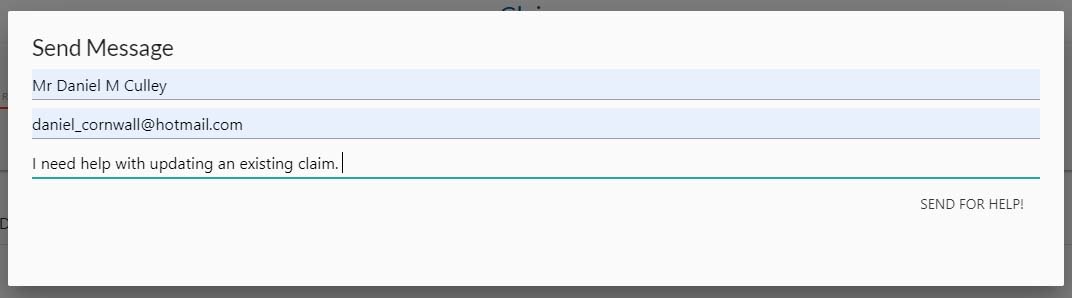 Send Message
Mr Daniel M Culley
daniel_cornwall@hotmail.com
I need help with updating an existing claim.
SEND FOR HELP!